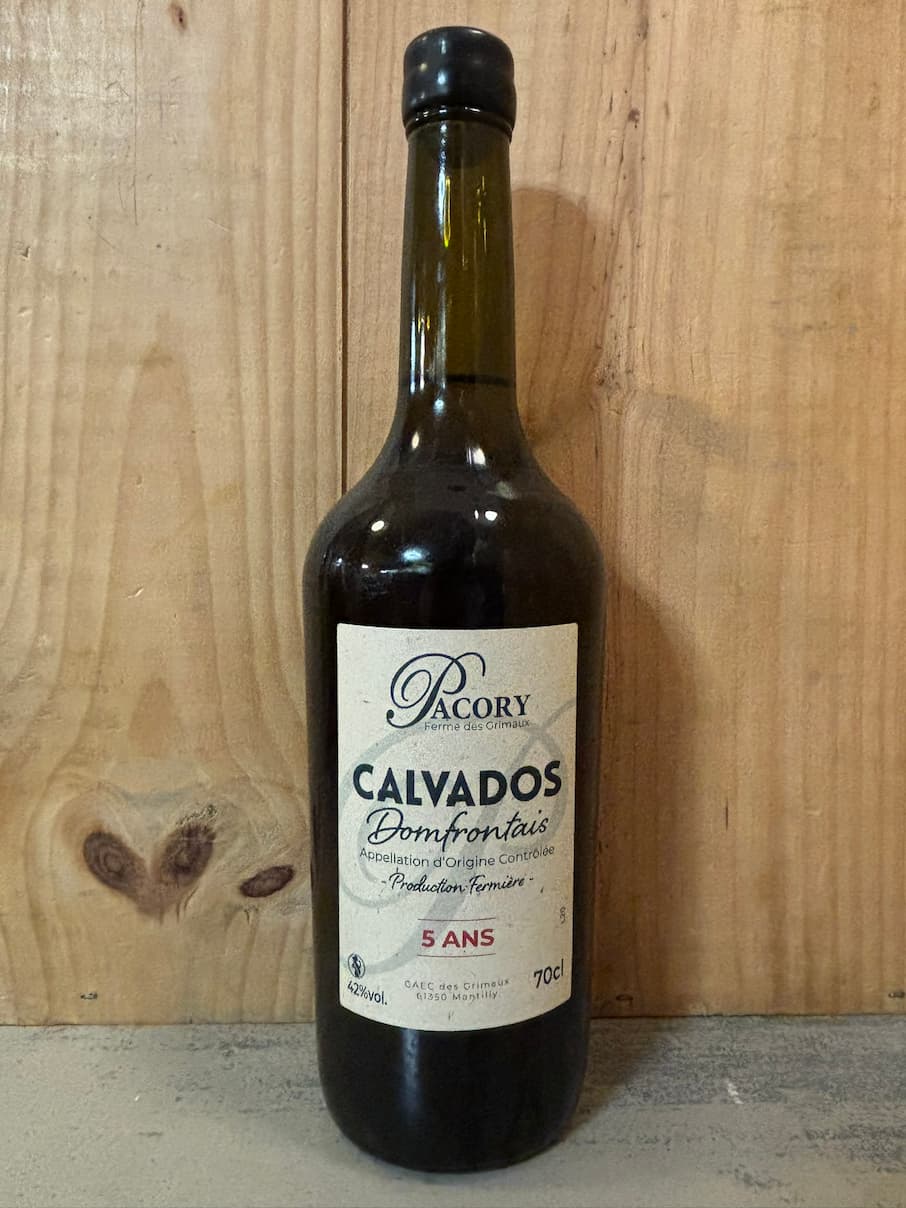 PACORY
Ferme des Grimaux
CALVADOS
Domfrontais
Appellation d'Origine Contrôlée
- Production Fermière -
5 ANS
42%vol.
GAEC des Grimaux
61350 Mantilly
70cl